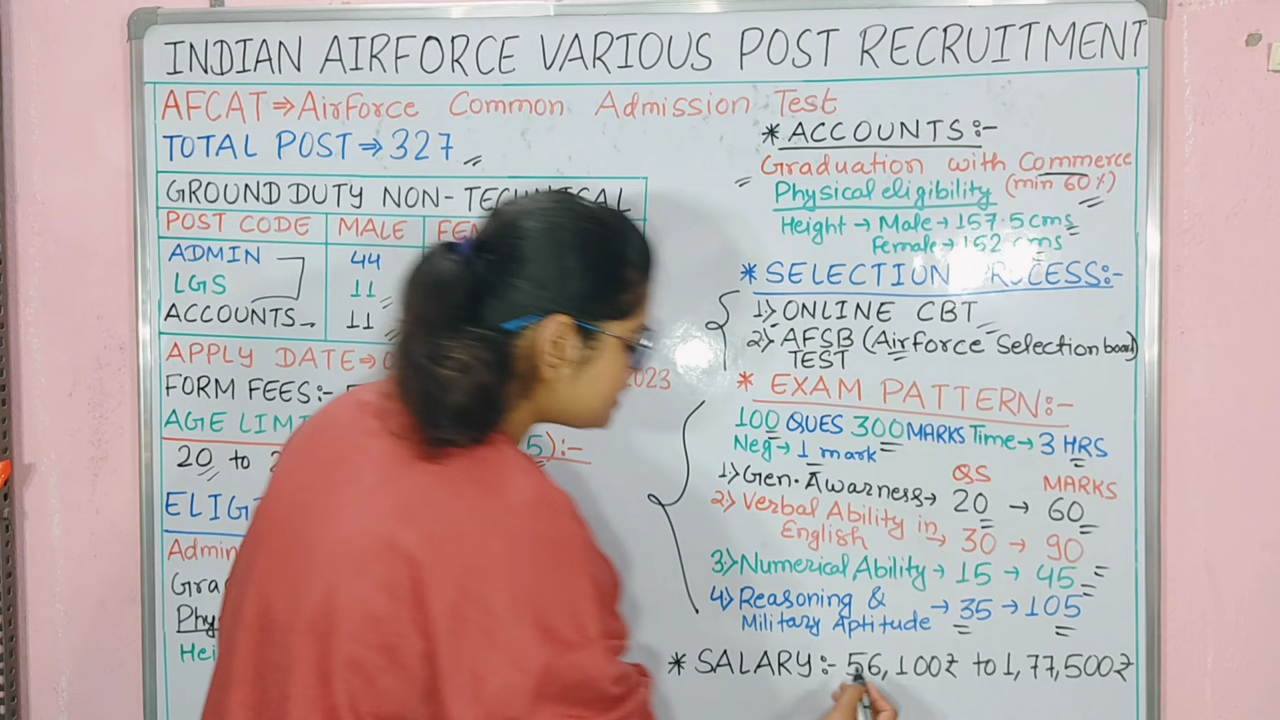 INDIAN AIRFORCE VARIOUS POST RECRUITMENT
AFCAT⇒Airforce Common Admission Test
TOTAL POST⇒327
GROUND DUTY NON-TECHNICAL
POST CODE MALE
ADMIN 44
LGS 11
ACCOUNTS 11
APPLY DATE⇒
2023
FORM FEES:-
AGE
5):-
20 to
Admin
* ACCOUNTS:-
Graduation with Commerce
Physical eligibility (min 60%)
Height → Male → 157.5 cms
Female → 152 cms
* SELECTION PROCESS:-
1) ONLINE CBT
2) AFSB (Airforce Selection board)
TEST
* EXAM PATTERN:-
100 QUES 300 MARKS Time → 3 HRS
Neg → 1 mark
QS MARKS
1) Gen. Awarness → 20 → 60
2) Verbal Ability in
English → 30 → 90
3) Numerical Ability → 15 → 45
4) Reasoning &
Military Aptitude → 35 → 105
* SALARY:- 56,100₹ to 1,77,500₹